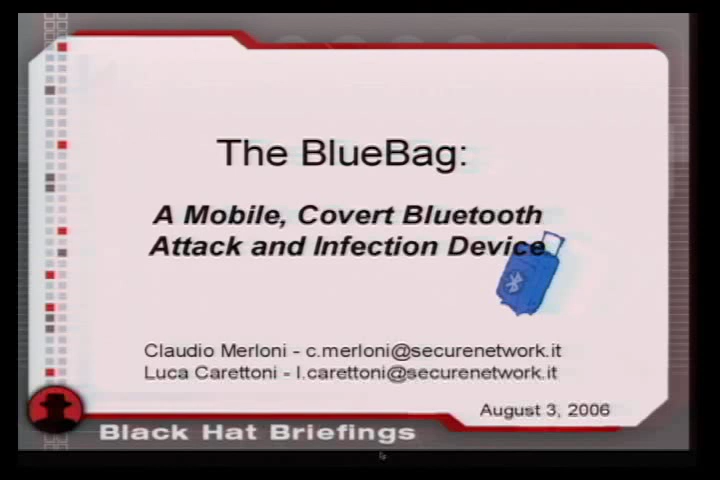 The BlueBag:
A Mobile, Covert Bluetooth
Attack and Infection Device
Claudio Merloni - c.merloni@securenetwork.it
Luca Carettoni - l.carettoni@securenetwork.it
August 3, 2006
Black Hat Briefings